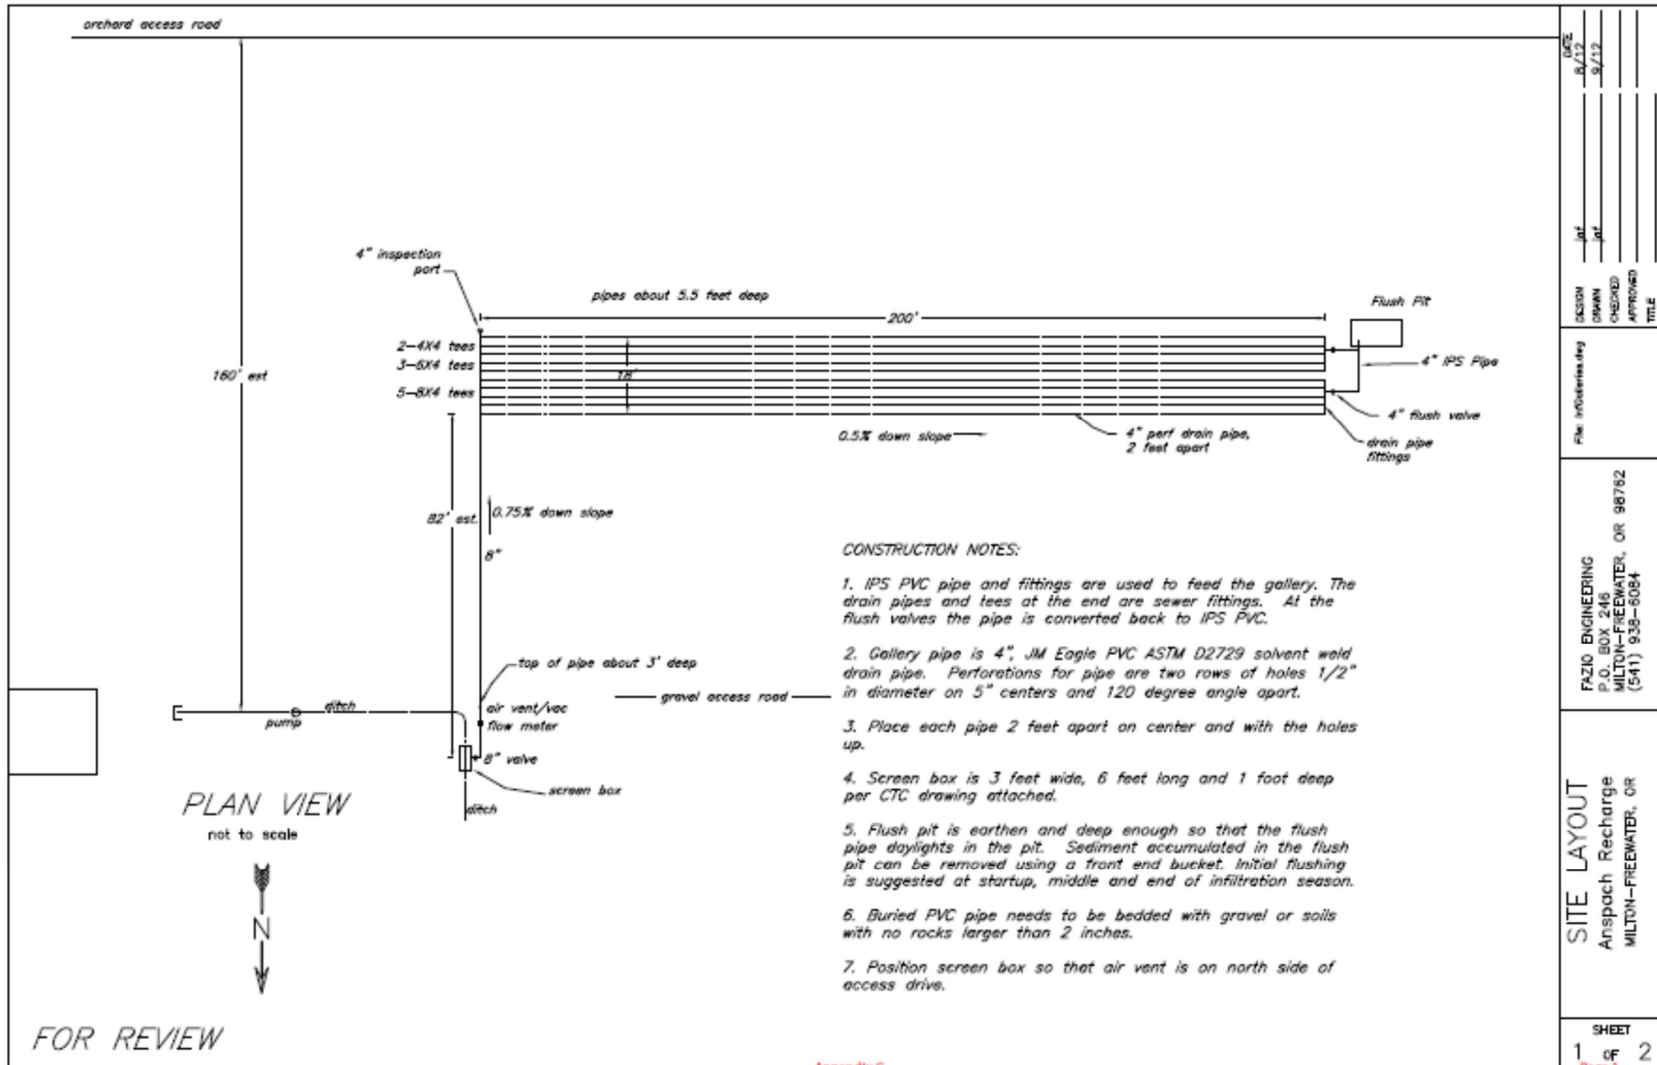 orchard access road
4" inspection
port
pipes about 5.5 feet deep
200'
Flush Pit
2-4X4 tees
3-6X4 tees
5-8X4 tees
18'
160' est
4" IPS Pipe
4" flush valve
0.5% down slope
4" perf drain pipe,
2 feet apart
drain pipe
fittings
82' est.
0.75% down slope
8"
top of pipe about 3' deep
gravel access road
air vent/vac
flow meter
ditch
pump
8" valve
screen box
ditch
PLAN VIEW
not to scale
N
FOR REVIEW
CONSTRUCTION NOTES:
1. IPS PVC pipe and fittings are used to feed the gallery. The
drain pipes and tees at the end are sewer fittings. At the
flush valves the pipe is converted back to IPS PVC.
2. Gallery pipe is 4", JM Eagle PVC ASTM D2729 solvent weld
drain pipe. Perforations for pipe are two rows of holes 1/2"
in diameter on 5" centers and 120 degree angle apart.
3. Place each pipe 2 feet apart on center and with the holes
up.
4. Screen box is 3 feet wide, 6 feet long and 1 foot deep
per CTC drawing attached.
5. Flush pit is earthen and deep enough so that the flush
pipe daylights in the pit. Sediment accumulated in the flush
pit can be removed using a front end bucket. Initial flushing
is suggested at startup, middle and end of infiltration season.
6. Buried PVC pipe needs to be bedded with gravel or soils
with no rocks larger than 2 inches.
7. Position screen box so that air vent is on north side of
access drive.
DATE
DESIGN jaf 8/12
DRAWN jaf 9/12
CHECKED
APPROVED
TITLE
FAZIO ENGINEERING
P.O. BOX 246
MILTON-FREEWATER, OR 98762
(541) 938-6084
SITE LAYOUT
Anspach Recharge
MILTON-FREEWATER, OR
SHEET
1 OF 2